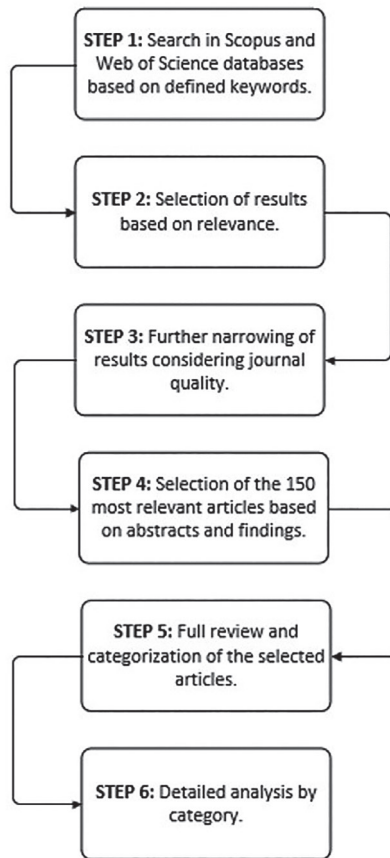 STEP 1: Search in Scopus and
Web of Science databases
based on defined keywords.
STEP 2: Selection of results
based on relevance.
STEP 3: Further narrowing of
results considering journal
quality.
STEP 4: Selection of the 150
most relevant articles based
on abstracts and findings.
STEP 5: Full review and
categorization of the selected
articles.
STEP 6: Detailed analysis by
category.